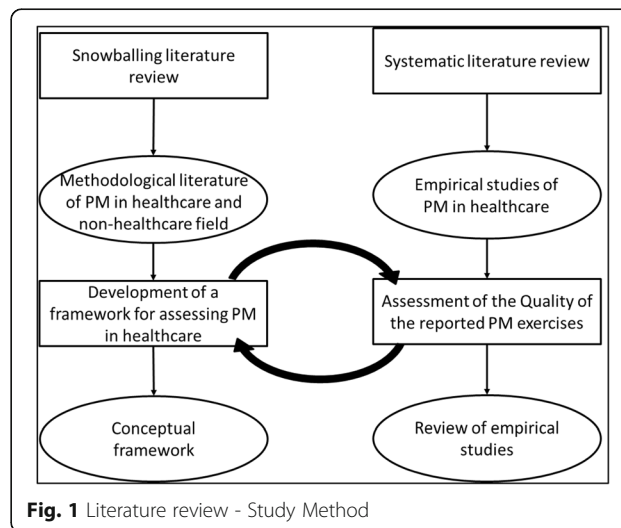 Snowballing literature
review
Methodological literature
of PM in healthcare and
non-healthcare field
Development of a
framework for assessing PM
in healthcare
Conceptual
framework
Systematic literature review
Empirical studies of
PM in healthcare
Assessment of the Quality of
the reported PM exercises
Review of empirical
studies
Fig. 1 Literature review - Study Method